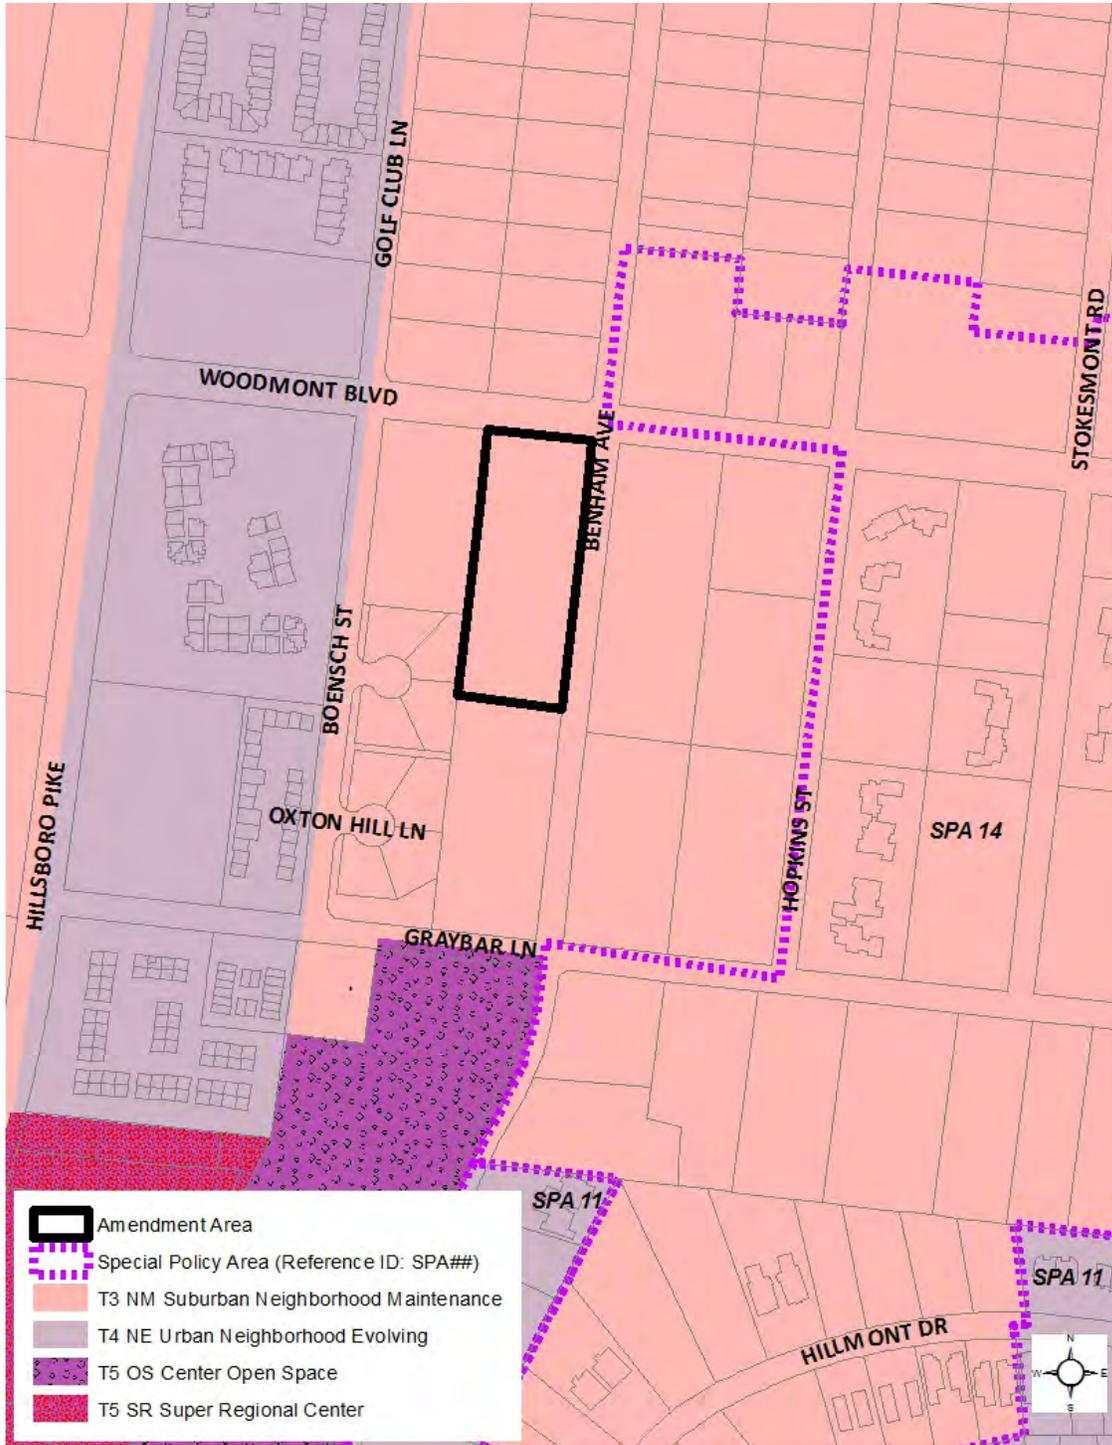 GOLF CLUB LN
STOKESMONT RD
WOODMONT BLVD
BENHAM AVE
BOENSCH ST
HILLSBORO PIKE
OXTON HILL LN
HOPKINS ST
SPA 14
GRAYBAR LN
SPA 11
SPA 11
HILLMONT DR
Amendment Area
Special Policy Area (Reference ID: SPA##)
T3 NM Suburban Neighborhood Maintenance
T4 NE Urban Neighborhood Evolving
T5 OS Center Open Space
T5 SR Super Regional Center
N
W E
S